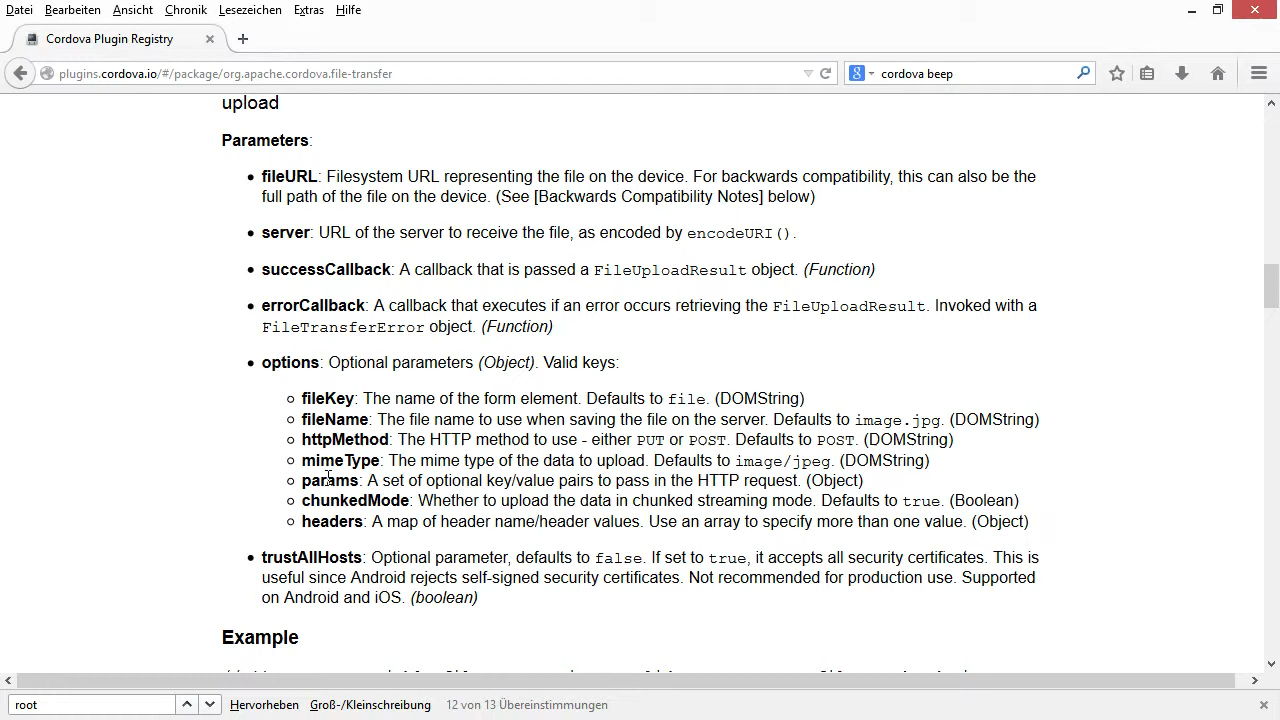 Datei Bearbeiten Ansicht Chronik Lesezeichen Extras Hilfe
Cordova Plugin Registry
plugins.cordova.io/#/package/org.apache.cordova.file-transfer
cordova beep
upload
Parameters:
fileURL: Filesystem URL representing the file on the device. For backwards compatibility, this can also be the
full path of the file on the device. (See [Backwards Compatibility Notes] below)
server: URL of the server to receive the file, as encoded by encodeURI().
successCallback: A callback that is passed a FileUploadResult object. (Function)
errorCallback: A callback that executes if an error occurs retrieving the FileUploadResult. Invoked with a
FileTransferError object. (Function)
options: Optional parameters (Object). Valid keys:
fileKey: The name of the form element. Defaults to file. (DOMString)
fileName: The file name to use when saving the file on the server. Defaults to image.jpg. (DOMString)
httpMethod: The HTTP method to use - either PUT or POST. Defaults to POST. (DOMString)
mimeType: The mime type of the data to upload. Defaults to image/jpeg. (DOMString)
params: A set of optional key/value pairs to pass in the HTTP request. (Object)
chunkedMode: Whether to upload the data in chunked streaming mode. Defaults to true. (Boolean)
headers: A map of header name/header values. Use an array to specify more than one value. (Object)
trustAllHosts: Optional parameter, defaults to false. If set to true, it accepts all security certificates. This is
useful since Android rejects self-signed security certificates. Not recommended for production use. Supported
on Android and iOS. (boolean)
Example
root Hervorheben Groß-/Kleinschreibung 12 von 13 Übereinstimmungen